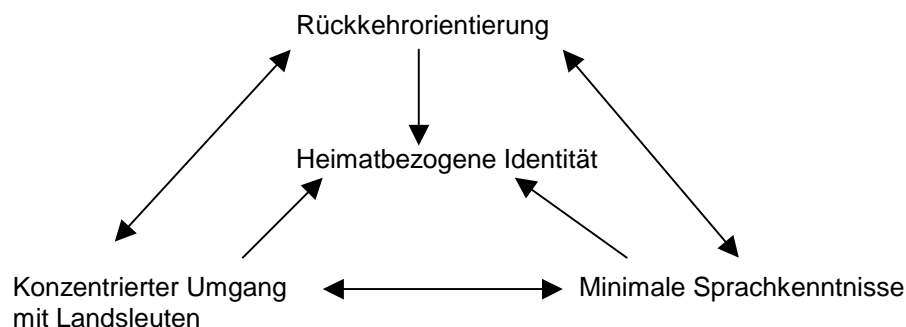 Rückkehrorientierung
Heimatbezogene Identität
Konzentrierter Umgang
mit Landsleuten
Minimale Sprachkenntnisse